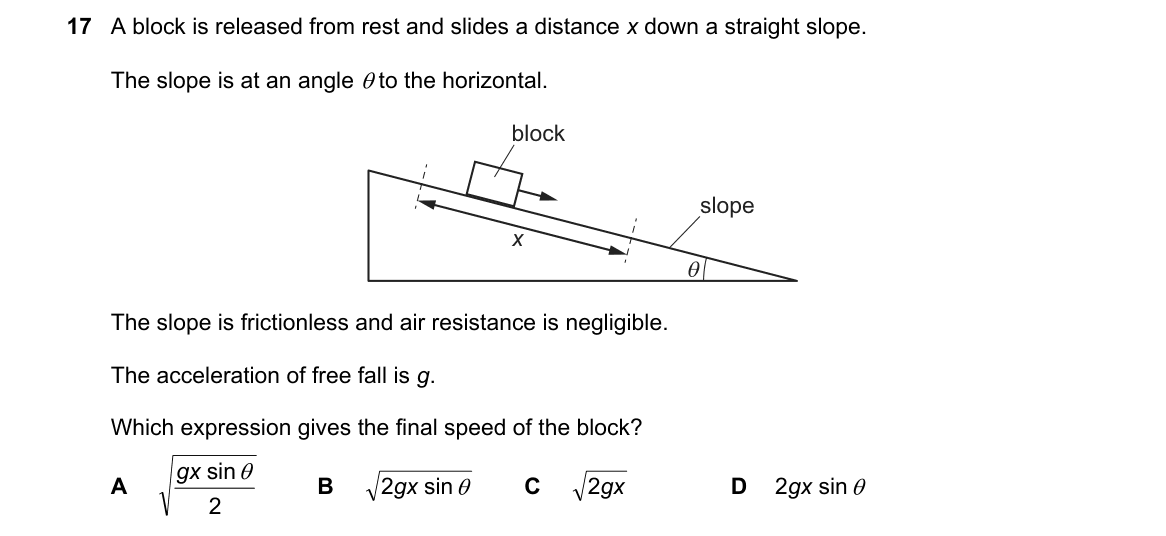 17 A block is released from rest and slides a distance x down a straight slope.
The slope is at an angle θ to the horizontal.
block
slope
x
θ
The slope is frictionless and air resistance is negligible.
The acceleration of free fall is g.
Which expression gives the final speed of the block?
A √(gx sin θ / 2) B √(2gx sin θ) C √(2gx) D 2gx sin θ